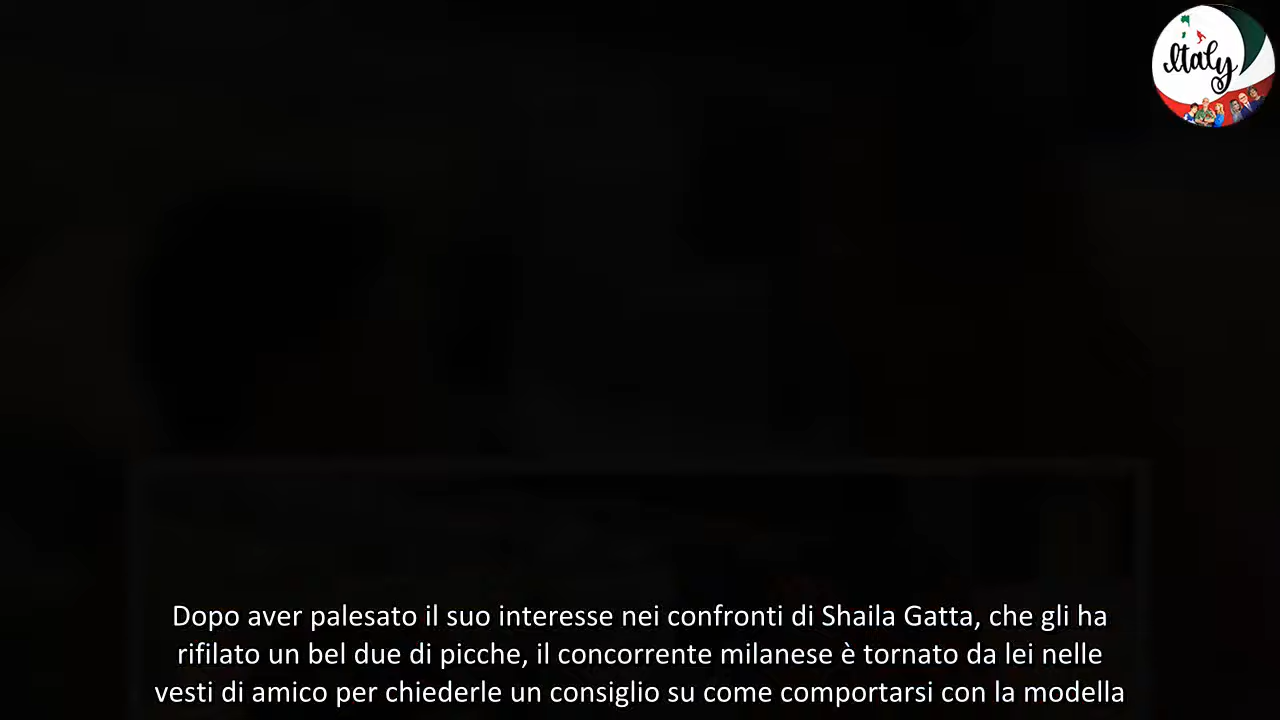 Italy
Dopo aver palesato il suo interesse nei confronti di Shaila Gatta, che gli ha
rifilato un bel due di picche, il concorrente milanese è tornato da lei nelle
vesti di amico per chiederle un consiglio su come comportarsi con la modella